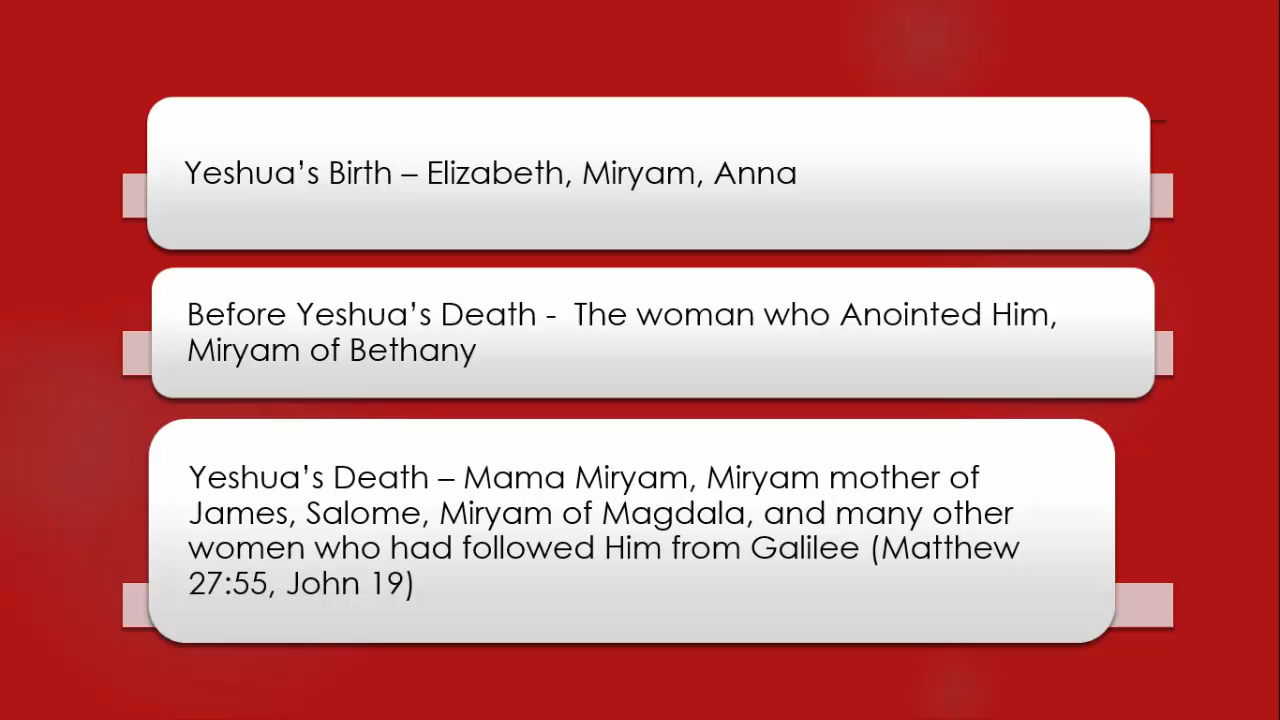 Yeshua’s Birth – Elizabeth, Miryam, Anna
Before Yeshua’s Death -  The woman who Anointed Him,
Miryam of Bethany
Yeshua’s Death – Mama Miryam, Miryam mother of
James, Salome, Miryam of Magdala, and many other
women who had followed Him from Galilee (Matthew
27:55, John 19)